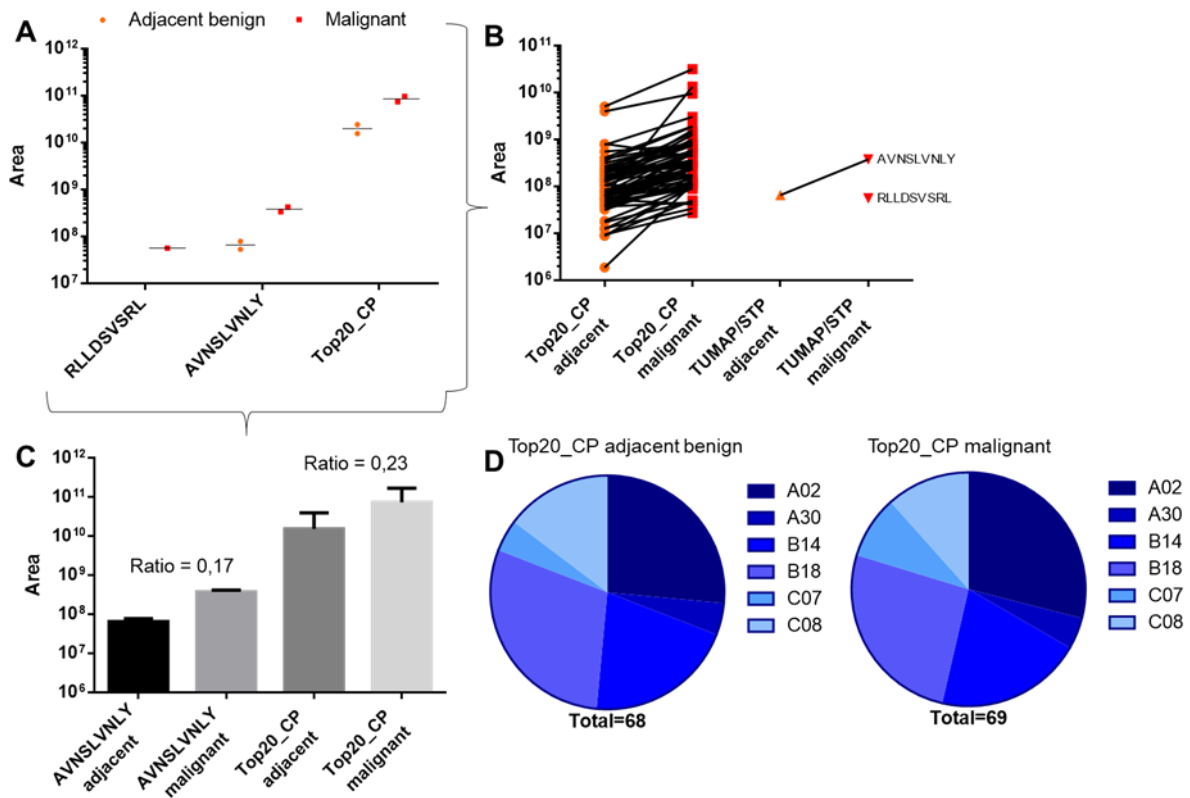 A
Adjacent benign
Malignant
Area
10^12
10^11
10^10
10^9
10^8
10^7
RLLDSVSRL
AVNSLVNLY
Top20_CP
B
Area
10^11
10^10
10^9
10^8
10^7
10^6
AVNSLVNLY
RLLDSVSRL
Top20_CP
adjacent
Top20_CP
malignant
TUMAP/STP
adjacent
TUMAP/STP
malignant
C
Area
10^12
10^11
10^10
10^9
10^8
10^7
10^6
Ratio = 0,17
Ratio = 0,23
AVNSLVNLY
adjacent
AVNSLVNLY
malignant
Top20_CP
adjacent
Top20_CP
malignant
D
Top20_CP adjacent benign
A02
A30
B14
B18
C07
C08
Total=68
Top20_CP malignant
A02
A30
B14
B18
C07
C08
Total=69